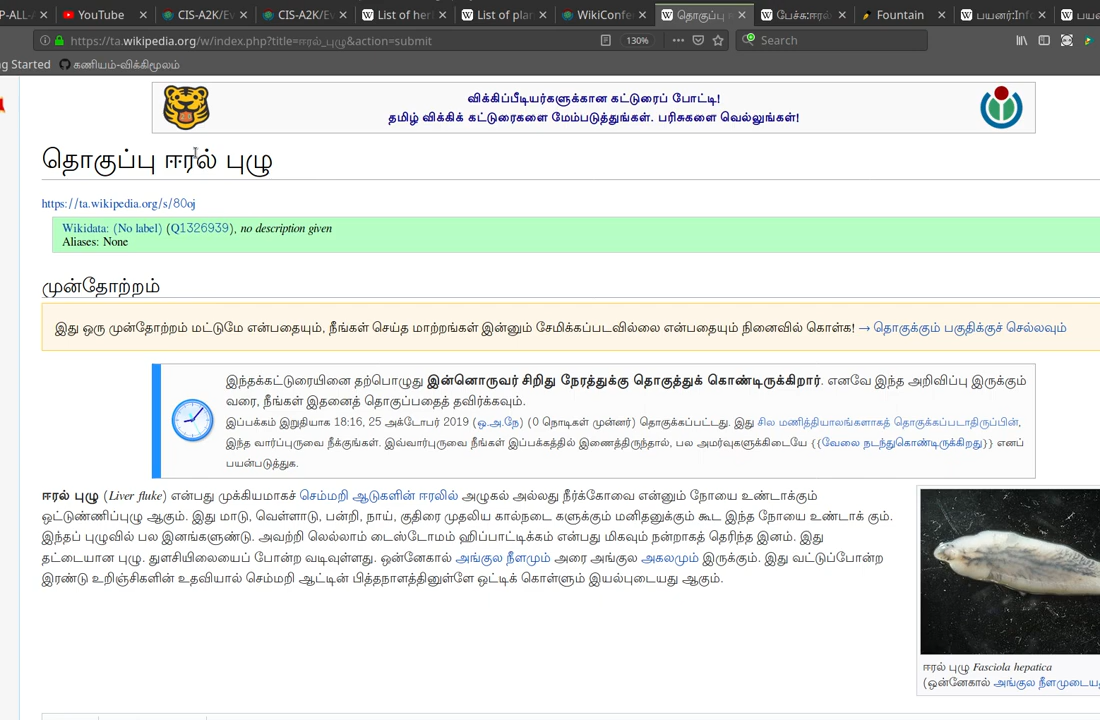 P-ALL-
YouTube
CIS-A2K/Ev
CIS-A2K/Ev
List of her
List of plan
WikiConfe
தொகுப்பு
பேச்சு:ஈரல்
Fountain
பயனர்:Info
https://ta.wikipedia.org/w/index.php?title=ஈரல்_புழு&action=submit
130%
Search
ng Started
கணியம்-விக்கிமூலம்
விக்கிப்பீடியர்களுக்கான கட்டுரைப் போட்டி!
தமிழ் விக்கிக் கட்டுரைகளை மேம்படுத்துங்கள். பரிசுகளை வெல்லுங்கள்!
தொகுப்பு ஈரல் புழு
https://ta.wikipedia.org/s/80oj
Wikidata: (No label) (Q1326939), no description given
Aliases: None
முன்தோற்றம்
இது ஒரு முன்தோற்றம் மட்டுமே என்பதையும், நீங்கள் செய்த மாற்றங்கள் இன்னும் சேமிக்கப்படவில்லை என்பதையும் நினைவில் கொள்க! → தொகுக்கும் பகுதிக்குச் செல்லவும்
இந்தக்கட்டுரையினை தற்பொழுது இன்னொருவர் சிறிது நேரத்துக்கு தொகுத்துக் கொண்டிருக்கிறார். எனவே இந்த அறிவிப்பு இருக்கும்
வரை, நீங்கள் இதனைத் தொகுப்பதைத் தவிர்க்கவும்.
இப்பக்கம் இறுதியாக 18:16, 25 அக்டோபர் 2019 (ஒ.அ.நே) (0 நொடிகள் முன்னர்) தொகுக்கப்பட்டது. இது சில மணித்தியாலங்களாகத் தொகுக்கப்படாதிருப்பின்,
இந்த வார்ப்புருவை நீக்குங்கள். இவ்வார்புருவை நீங்கள் இப்பக்கத்தில் இணைத்திருந்தால், பல அமர்வுகளுக்கிடையே {{வேலை நடந்துகொண்டிருக்கிறது}} எனப்
பயன்படுத்துக.
ஈரல் புழு (Liver fluke) என்பது முக்கியமாகச் செம்மறி ஆடுகளின் ஈரலில் அழுகல் அல்லது நீர்க்கோவை என்னும் நோயை உண்டாக்கும்
ஒட்டுண்ணிப்புழு ஆகும். இது மாடு, வெள்ளாடு, பன்றி, நாய், குதிரை முதலிய கால்நடை களுக்கும் மனிதனுக்கும் கூட இந்த நோயை உண்டாக் கும்.
இந்தப் புழுவில் பல இனங்களுண்டு. அவற்றி லெல்லாம் டைஸ்டோமம் ஹிப்பாட்டிக்கம் என்பது மிகவும் நன்றாகத் தெரிந்த இனம். இது
தட்டையான புழு. துளசியிலையைப் போன்ற வடிவுள்ளது. ஒன்னேகால் அங்குல நீளமும் அரை அங்குல அகலமும் இருக்கும். இது வட்டுப்போன்ற
இரண்டு உறிஞ்சிகளின் உதவியால் செம்மறி ஆட்டின் பித்தநாளத்தினுள்ளே ஒட்டிக் கொள்ளும் இயல்புடையது ஆகும்.
ஈரல் புழு Fasciola hepatica
(ஒன்னேகால் அங்குல நீளமுடைய